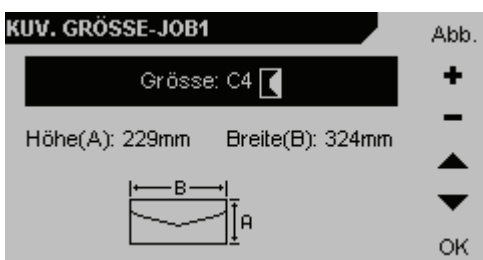 KUV. GRÖSSE-JOB1
Abb.
Grösse: C4
+
-
Höhe(A): 229mm Breite(B): 324mm
B
A
OK